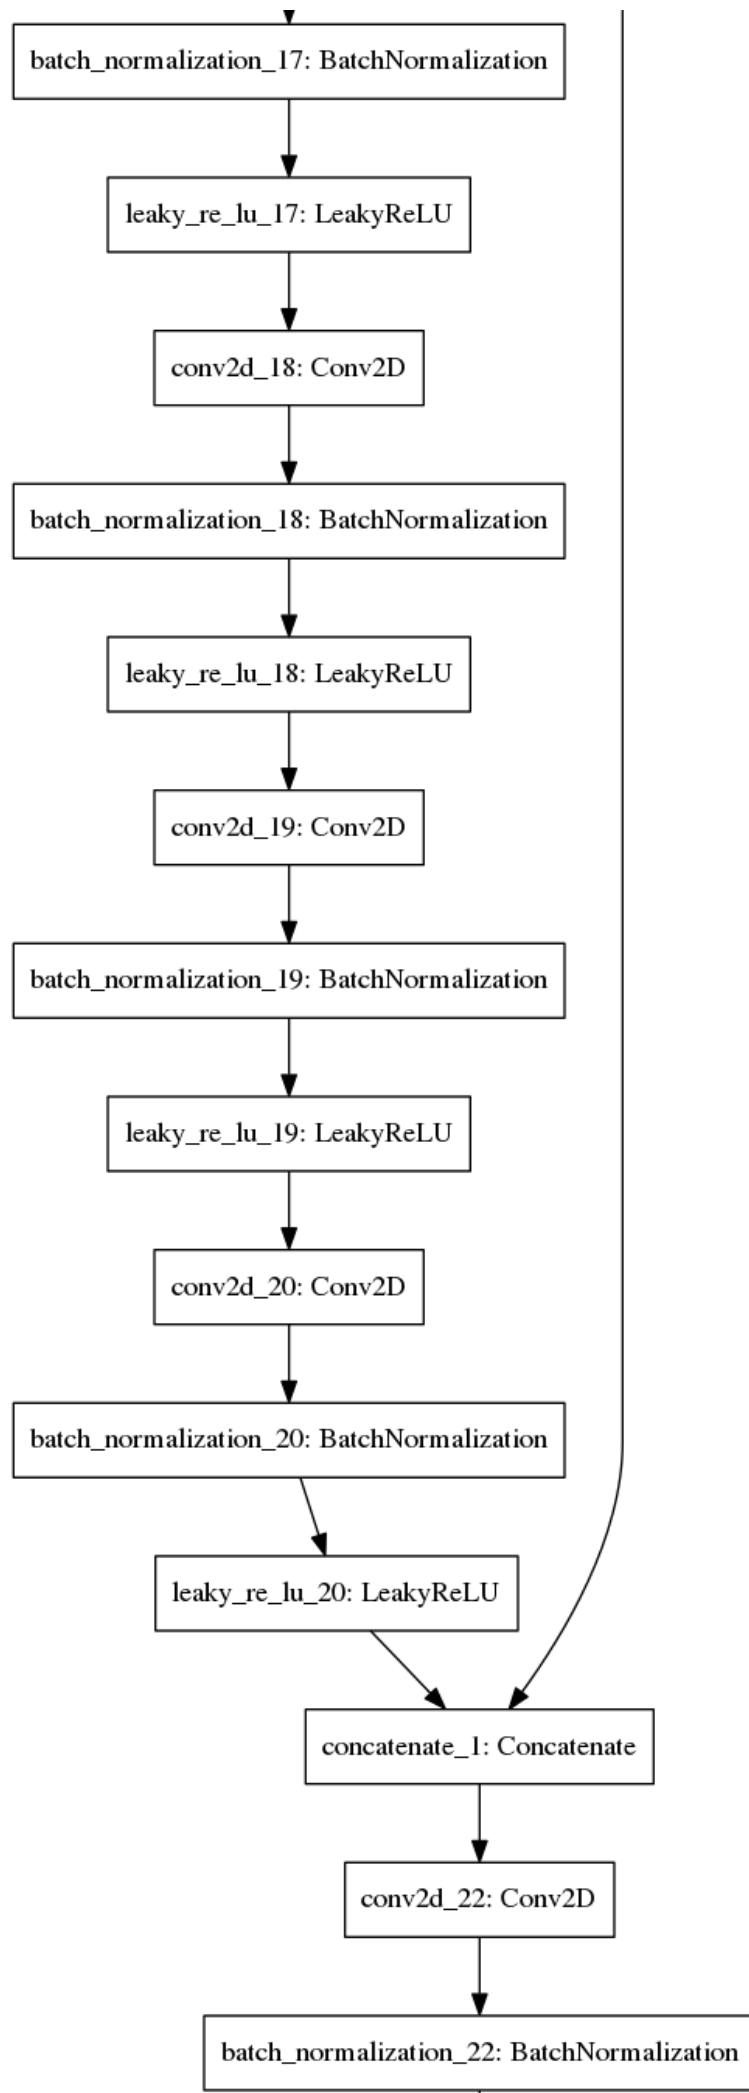 batch_normalization_17: BatchNormalization
leaky_re_lu_17: LeakyReLU
conv2d_18: Conv2D
batch_normalization_18: BatchNormalization
leaky_re_lu_18: LeakyReLU
conv2d_19: Conv2D
batch_normalization_19: BatchNormalization
leaky_re_lu_19: LeakyReLU
conv2d_20: Conv2D
batch_normalization_20: BatchNormalization
leaky_re_lu_20: LeakyReLU
concatenate_1: Concatenate
conv2d_22: Conv2D
batch_normalization_22: BatchNormalization